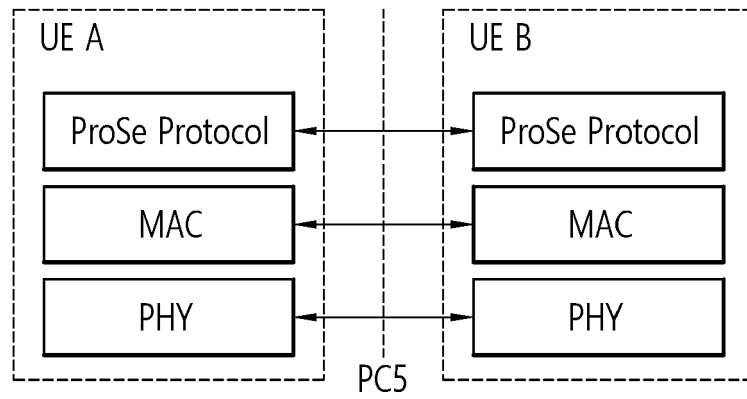 UE A
UE B
ProSe Protocol
ProSe Protocol
MAC
MAC
PHY
PHY
PC5